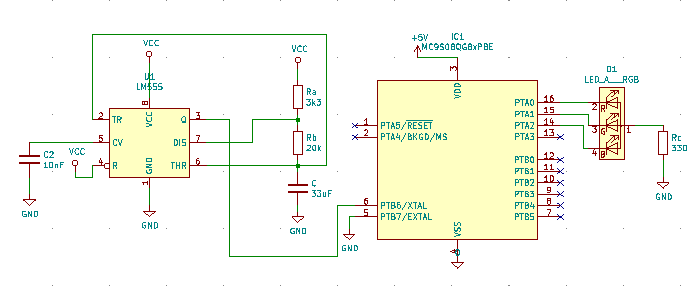 VCC
U1
LM555
VCC
2 TR
Q 3
8
VCC
Ra
3k3
5 CV
DIS 7
C2
10nF
VCC
4 R
GND
1
THR 6
Rb
20k
C
33uF
GND
GND
GND
+5V
IC1
MC9S08QG8xPBE
3
VDD
1 PTA5/RESET
2 PTA4/BKGD/MS
6 PTB6/XTAL
5 PTB7/EXTAL
GND
VSS
4
PTA0 16
PTA1 15
PTA2 14
PTA3 13
PTB0 12
PTB1 11
PTB2 10
PTB3 9
PTB4 8
PTB5 7
D1
LED_A__RGB
2 R
3 G 1
4 B
Rc
330
GND